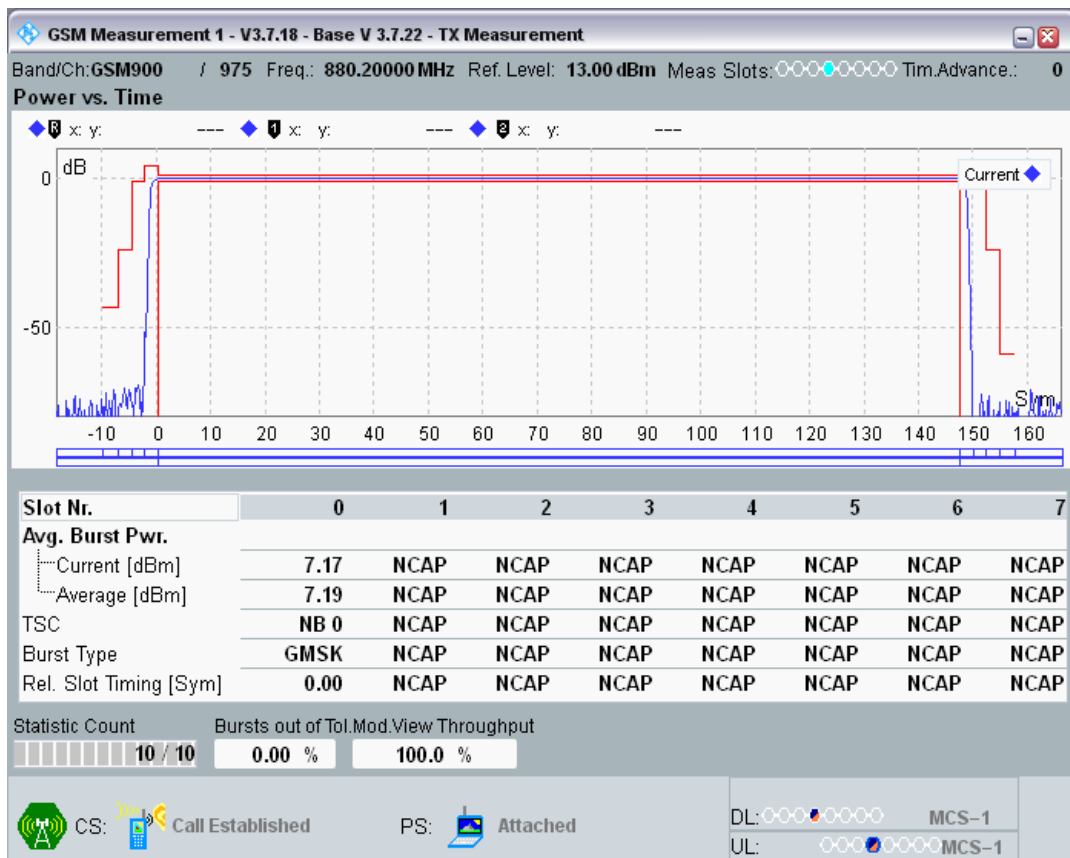 GSM Measurement 1 - V3.7.18 - Base V 3.7.22 - TX Measurement
Band/Ch:GSM900 / 975 Freq.: 880.20000 MHz Ref. Level: 13.00 dBm Meas Slots: Tim.Advance.: 0
Power vs. Time
R x: y: --- 1 x: y: --- 2 x: y: ---
dB
Current
0
-50
Sym
-10 0 10 20 30 40 50 60 70 80 90 100 110 120 130 140 150 160
Slot Nr. 0 1 2 3 4 5 6 7
Avg. Burst Pwr.
Current [dBm] 7.17 NCAP NCAP NCAP NCAP NCAP NCAP NCAP
Average [dBm] 7.19 NCAP NCAP NCAP NCAP NCAP NCAP NCAP
TSC NB 0 NCAP NCAP NCAP NCAP NCAP NCAP NCAP
Burst Type GMSK NCAP NCAP NCAP NCAP NCAP NCAP NCAP
Rel. Slot Timing [Sym] 0.00 NCAP NCAP NCAP NCAP NCAP NCAP NCAP
Statistic Count Bursts out of Tol.Mod.View Throughput
10 / 10 0.00 % 100.0 %
CS: Call Established PS: Attached
DL: MCS-1
UL: MCS-1